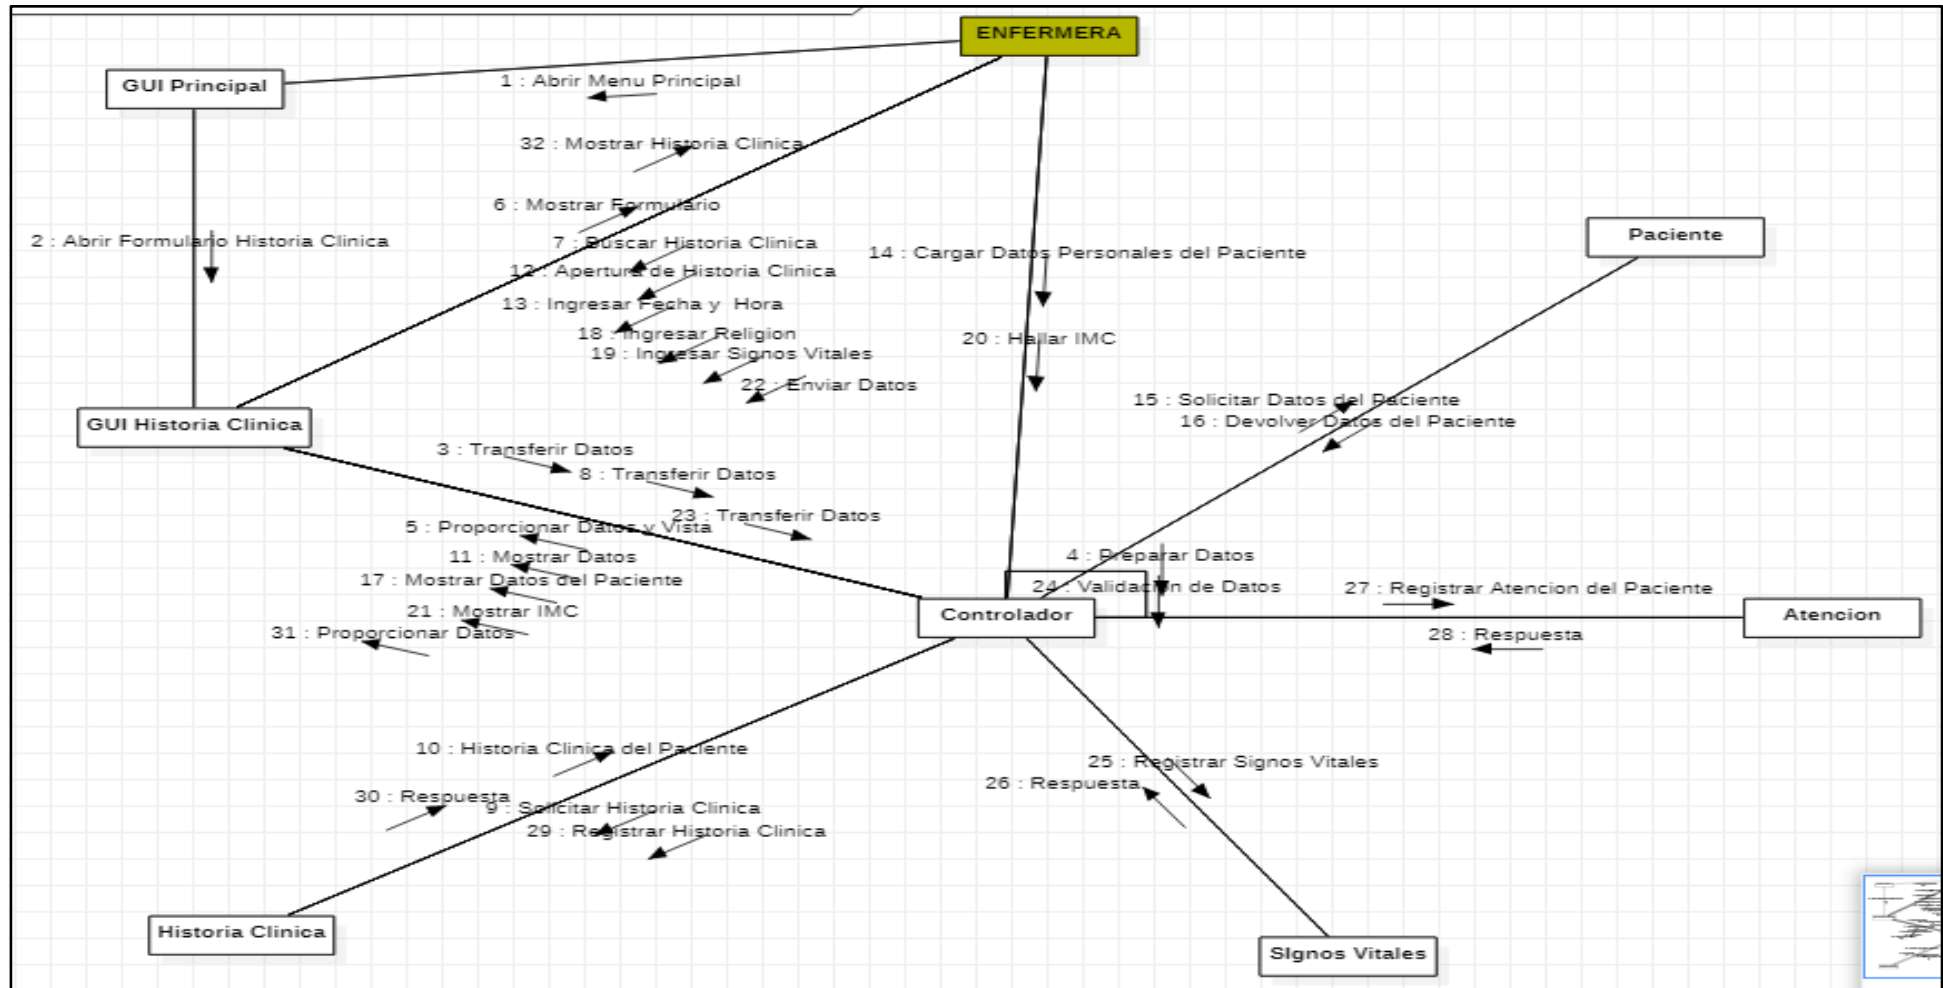 ENFERMERA
GUI Principal
1 : Abrir Menu Principal
32 : Mostrar Historia Clinica
6 : Mostrar Formulario
2 : Abrir Formulario Historia Clinica
7 : Buscar Historia Clinica
14 : Cargar Datos Personales del Paciente
Paciente
12 : Apertura de Historia Clinica
13 : Ingresar Fecha y Hora
18 : Ingresar Religion
20 : Hallar IMC
19 : Ingresar Signos Vitales
22 : Enviar Datos
15 : Solicitar Datos del Paciente
16 : Devolver Datos del Paciente
GUI Historia Clinica
3 : Transferir Datos
8 : Transferir Datos
23 : Transferir Datos
5 : Proporcionar Datos y Vista
11 : Mostrar Datos
4 : Preparar Datos
17 : Mostrar Datos del Paciente
24 : Validacion de Datos
27 : Registrar Atencion del Paciente
21 : Mostrar IMC
Controlador
Atencion
31 : Proporcionar Datos
28 : Respuesta
10 : Historia Clinica del Paciente
25 : Registrar Signos Vitales
26 : Respuesta
30 : Respuesta
9 : Solicitar Historia Clinica
29 : Registrar Historia Clinica
Historia Clinica
SIgnos Vitales